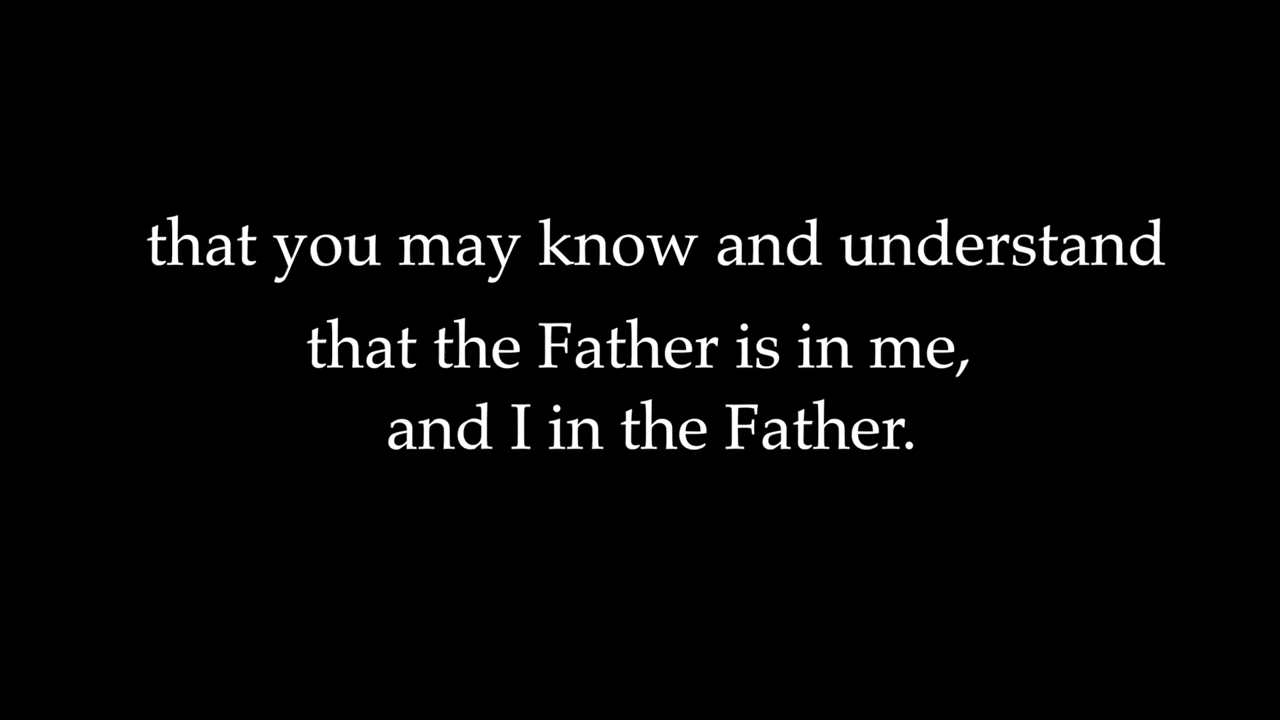 that you may know and understand
that the Father is in me,
and I in the Father.